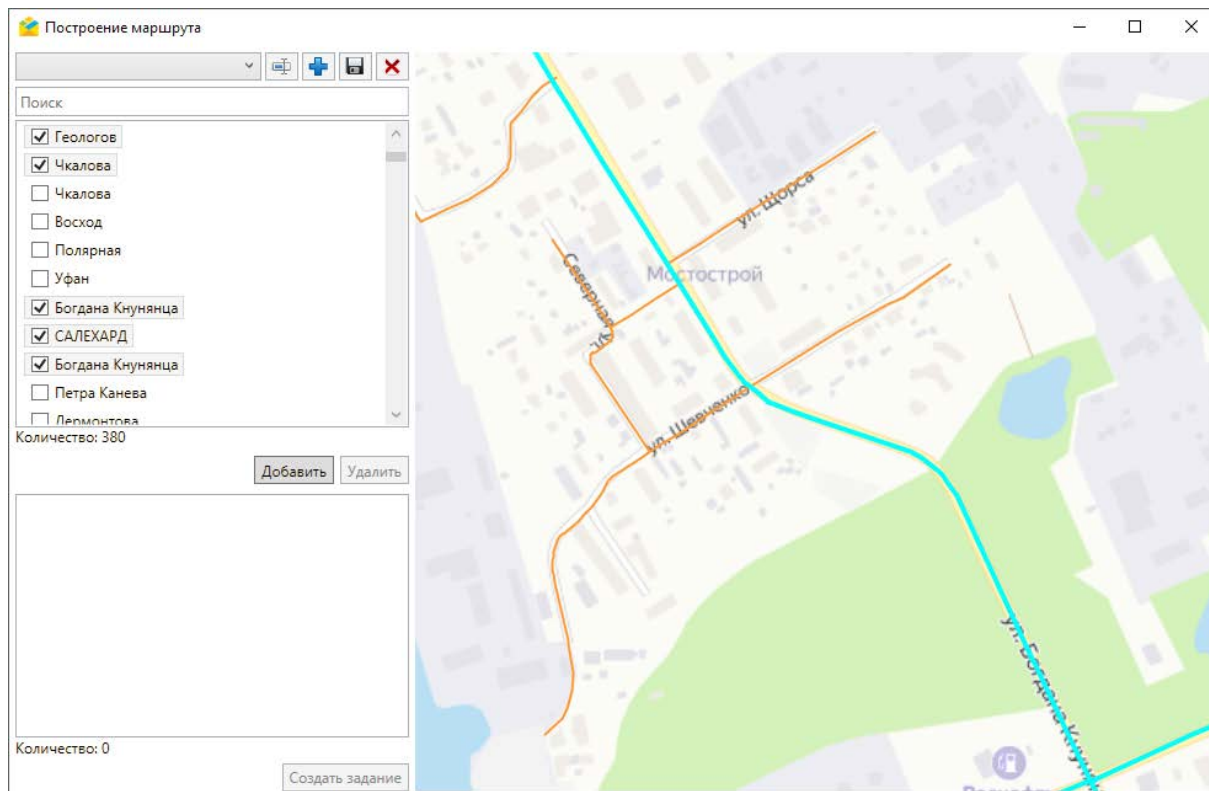 Построение маршрута
Поиск
Геологов
Чкалова
Чкалова
Восход
Полярная
Уфан
Богдана Кнунянца
САЛЕХАРД
Богдана Кнунянца
Петра Канева
Лермонтова
Количество: 380
Добавить Удалить
Количество: 0
Создать задание
ул. Щорса
Мостострой
Северная ул.
ул. Шевченко
ул. Богдана Кнунянца